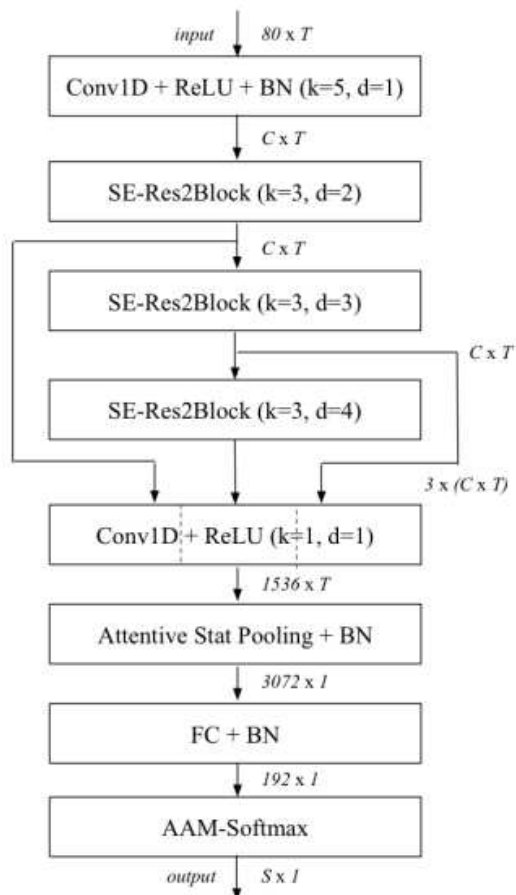 input 80 x T
Conv1D + ReLU + BN (k=5, d=1)
C x T
SE-Res2Block (k=3, d=2)
C x T
SE-Res2Block (k=3, d=3)
C x T
SE-Res2Block (k=3, d=4)
3 x (C x T)
Conv1D + ReLU (k=1, d=1)
1536 x T
Attentive Stat Pooling + BN
3072 x 1
FC + BN
192 x 1
AAM-Softmax
output S x 1